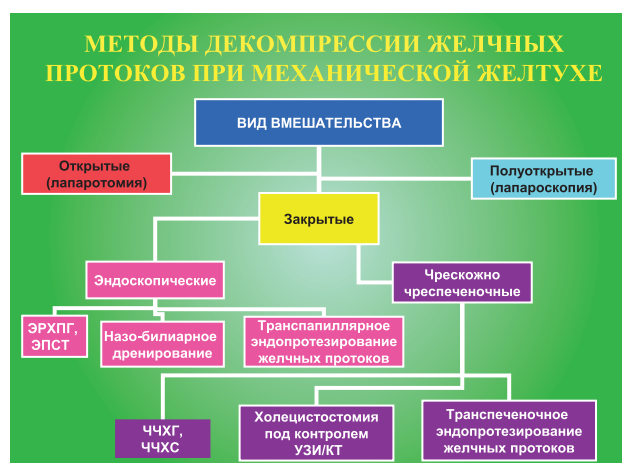 МЕТОДЫ ДЕКОМПРЕССИИ ЖЕЛЧНЫХ
ПРОТОКОВ ПРИ МЕХАНИЧЕСКОЙ ЖЕЛТУХЕ
ВИД ВМЕШАТЕЛЬСТВА
Открытые
(лапаротомия)
Полуоткрытые
(лапароскопия)
Закрытые
Эндоскопические
Чрескожно
чреспеченочные
ЭРХПГ,
ЭПСТ
Назо-билиарное
дренирование
Транспапиллярное
эндопротезирование
желчных протоков
ЧЧХГ,
ЧЧХС
Холецистостомия
под контролем
УЗИ/КТ
Транспеченочное
эндопротезирование
желчных протоков